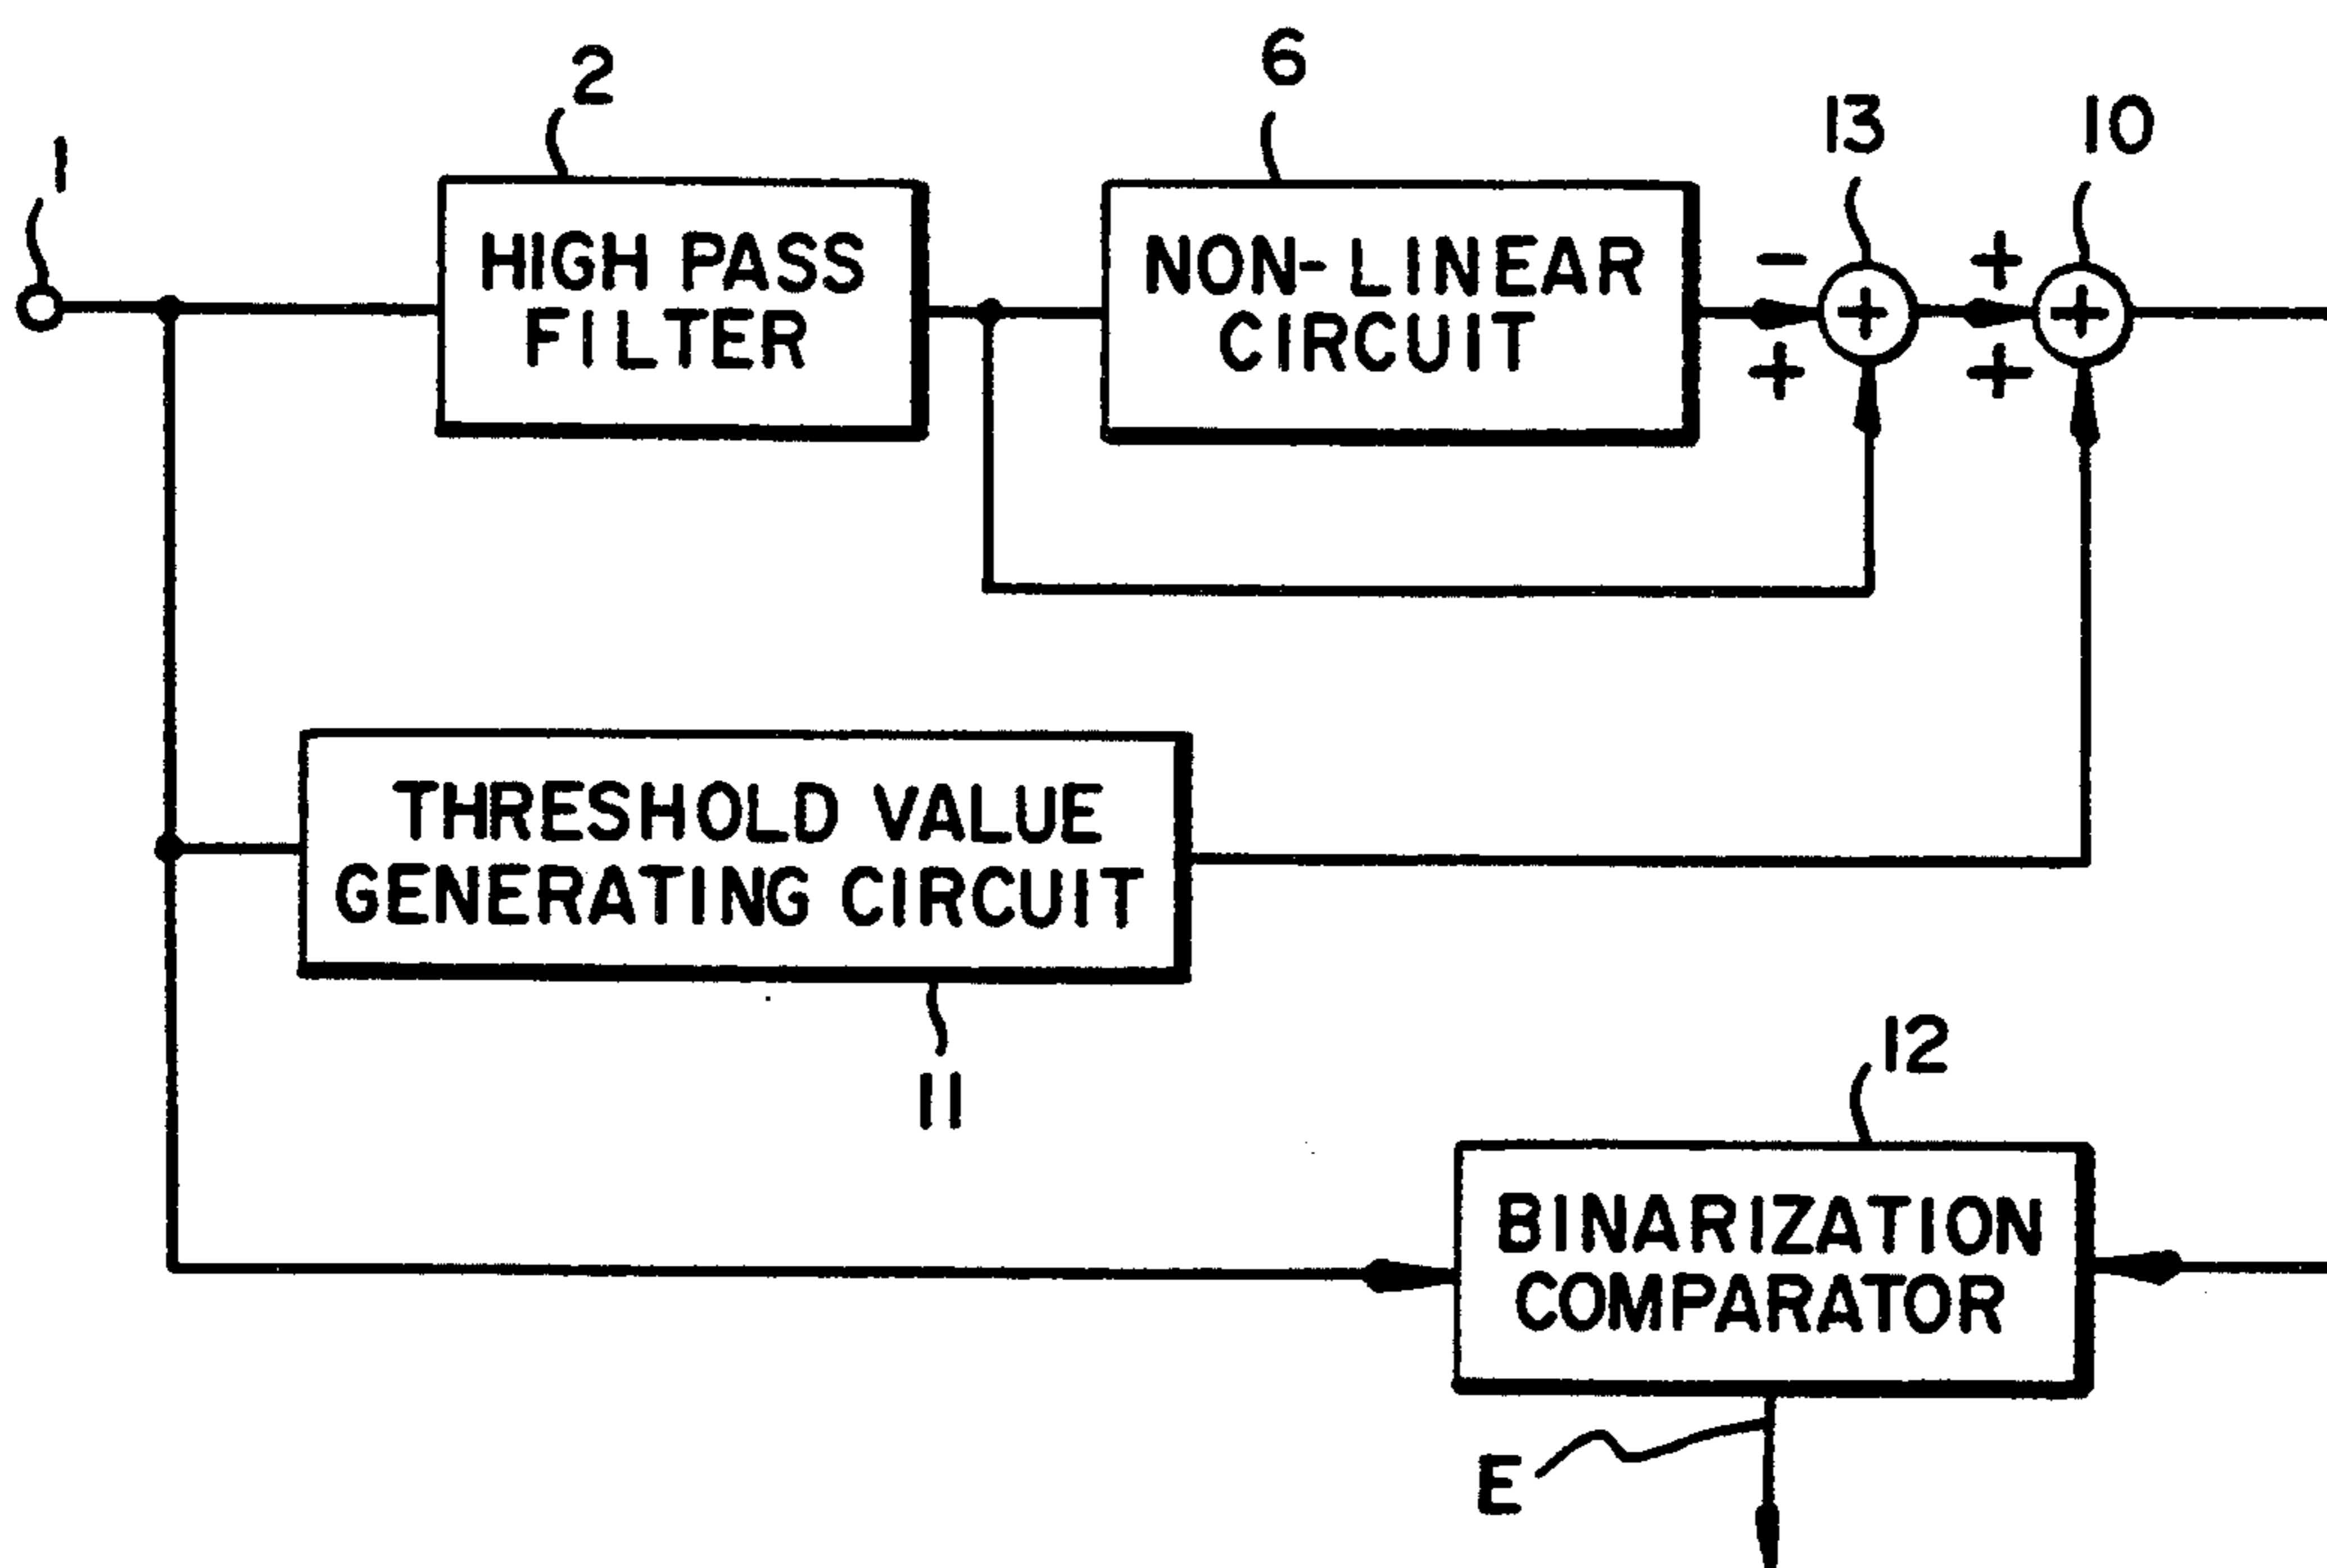 1
2
6
13
10
HIGH PASS
FILTER
NON-LINEAR
CIRCUIT
-
+
+
+
+
+
THRESHOLD VALUE
GENERATING CIRCUIT
11
12
BINARIZATION
COMPARATOR
E